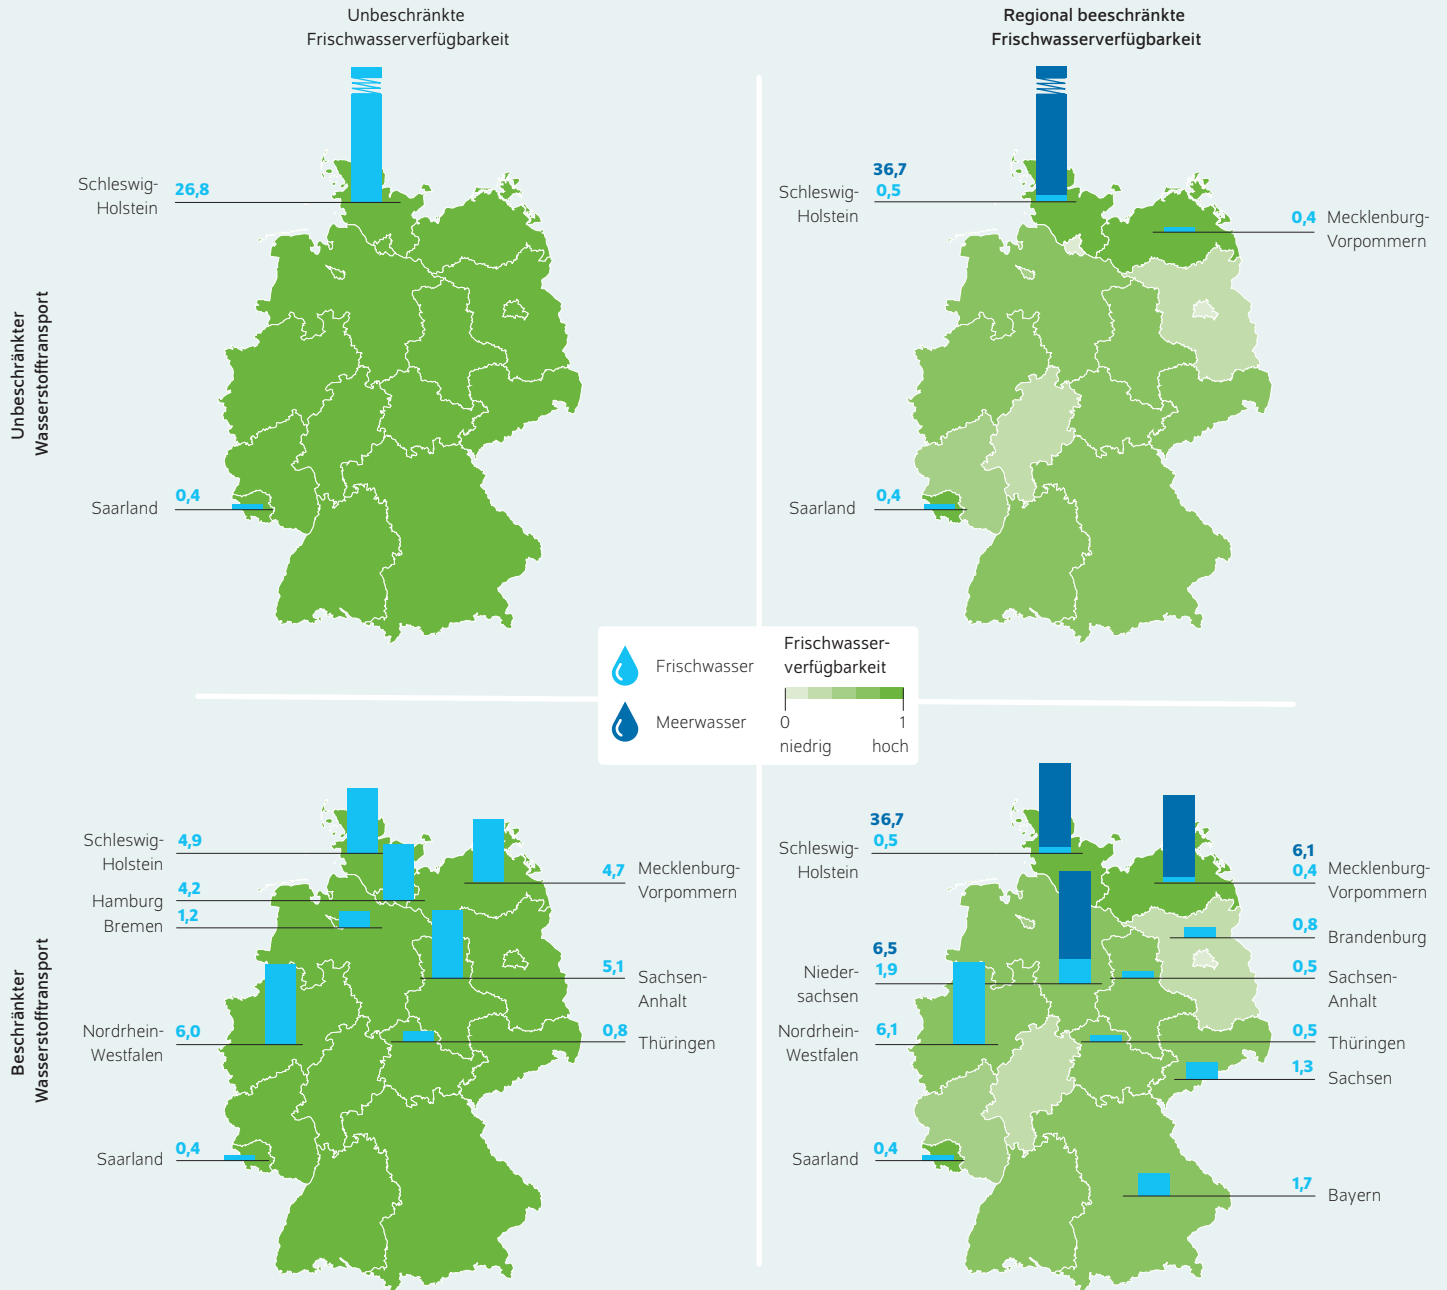 Unbeschränkte
Frischwasserverfügbarkeit
Regional beeschränkte
Frischwasserverfügbarkeit
Unbeschränkter
Wasserstofftransport
Schleswig-
Holstein
26,8
Saarland
0,4
36,7
Schleswig-
Holstein
0,5
0,4
Mecklenburg-
Vorpommern
Saarland
0,4
Frischwasser
Meerwasser
Frischwasser-
verfügbarkeit
0
1
niedrig
hoch
Beschränkter
Wasserstofftransport
Schleswig-
Holstein
4,9
Hamburg
4,2
Bremen
1,2
4,7
Mecklenburg-
Vorpommern
5,1
Sachsen-
Anhalt
Nordrhein-
Westfalen
6,0
0,8
Thüringen
Saarland
0,4
36,7
Schleswig-
Holstein
0,5
6,1
0,4
Mecklenburg-
Vorpommern
0,8
Brandenburg
6,5
Nieder-
sachsen
1,9
0,5
Sachsen-
Anhalt
Nordrhein-
Westfalen
6,1
0,5
Thüringen
1,3
Sachsen
Saarland
0,4
1,7
Bayern